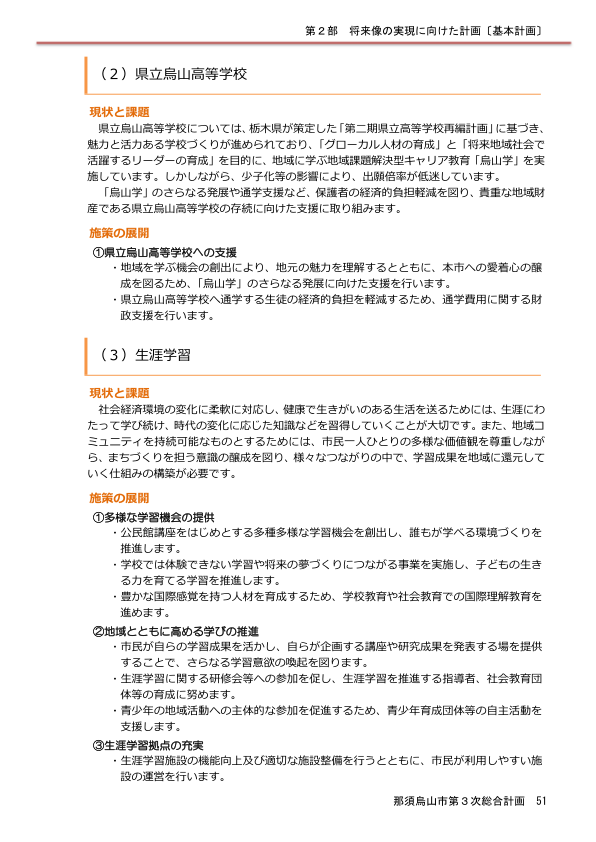 第２部　将来像の実現に向けた計画〔基本計画〕
（２）県立烏山高等学校
現状と課題
県立烏山高等学校については、栃木県が策定した「第二期県立高等学校再編計画」に基づき、
魅力と活力ある学校づくりが進められており、「グローカル人材の育成」と「将来地域社会で
活躍するリーダーの育成」を目的に、地域に学ぶ地域課題解決型キャリア教育「烏山学」を実
施しています。しかしながら、少子化等の影響により、出願倍率が低迷しています。
「烏山学」のさらなる発展や通学支援など、保護者の経済的負担軽減を図り、貴重な地域財
産である県立烏山高等学校の存続に向けた支援に取り組みます。
施策の展開
①県立烏山高等学校への支援
・地域を学ぶ機会の創出により、地元の魅力を理解するとともに、本市への愛着心の醸
成を図るため、「烏山学」のさらなる発展に向けた支援を行います。
・県立烏山高等学校へ通学する生徒の経済的負担を軽減するため、通学費用に関する財
政支援を行います。
（３）生涯学習
現状と課題
社会経済環境の変化に柔軟に対応し、健康で生きがいのある生活を送るためには、生涯にわ
たって学び続け、時代の変化に応じた知識などを習得していくことが大切です。また、地域コ
ミュニティを持続可能なものとするためには、市民一人ひとりの多様な価値観を尊重しなが
ら、まちづくりを担う意識の醸成を図り、様々なつながりの中で、学習成果を地域に還元して
いく仕組みの構築が必要です。
施策の展開
①多様な学習機会の提供
・公民館講座をはじめとする多種多様な学習機会を創出し、誰もが学べる環境づくりを
推進します。
・学校では体験できない学習や将来の夢づくりにつながる事業を実施し、子どもの生き
る力を育てる学習を推進します。
・豊かな国際感覚を持つ人材を育成するため、学校教育や社会教育での国際理解教育を
進めます。
②地域とともに高める学びの推進
・市民が自らの学習成果を活かし、自らが企画する講座や研究成果を発表する場を提供
することで、さらなる学習意欲の喚起を図ります。
・生涯学習に関する研修会等への参加を促し、生涯学習を推進する指導者、社会教育団
体等の育成に努めます。
・青少年の地域活動への主体的な参加を促進するため、青少年育成団体等の自主活動を
支援します。
③生涯学習拠点の充実
・生涯学習施設の機能向上及び適切な施設整備を行うとともに、市民が利用しやすい施
設の運営を行います。
那須烏山市第３次総合計画　51